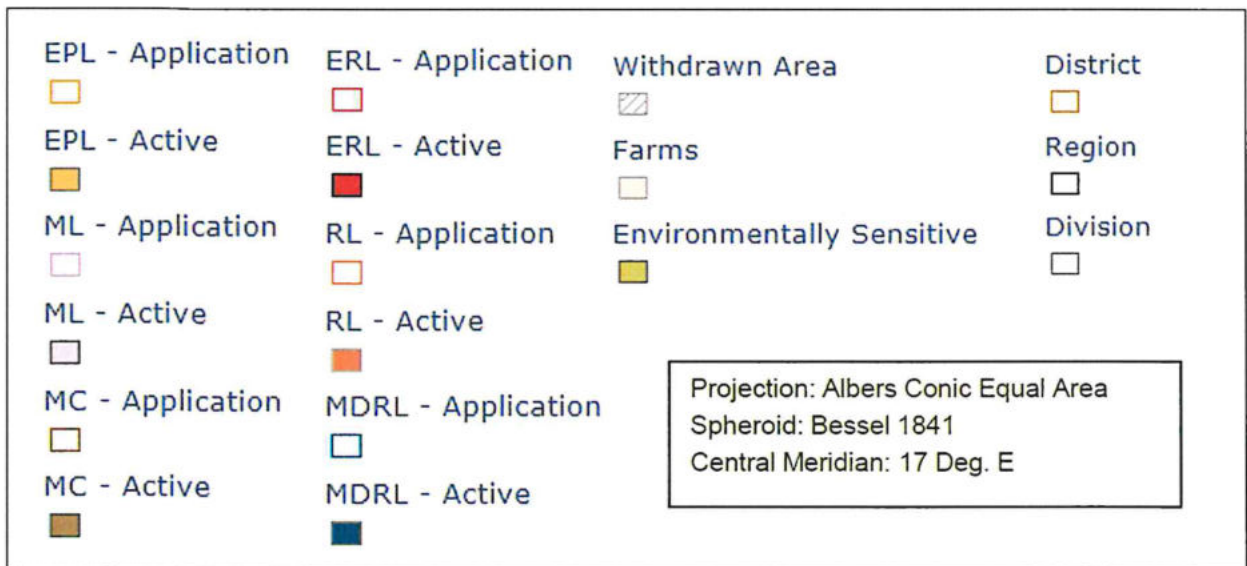 EPL - Application
EPL - Active
ML - Application
ML - Active
MC - Application
MC - Active
ERL - Application
ERL - Active
RL - Application
RL - Active
MDRL - Application
MDRL - Active
Withdrawn Area
Farms
Environmentally Sensitive
District
Region
Division
Projection: Albers Conic Equal Area
Spheroid: Bessel 1841
Central Meridian: 17 Deg. E